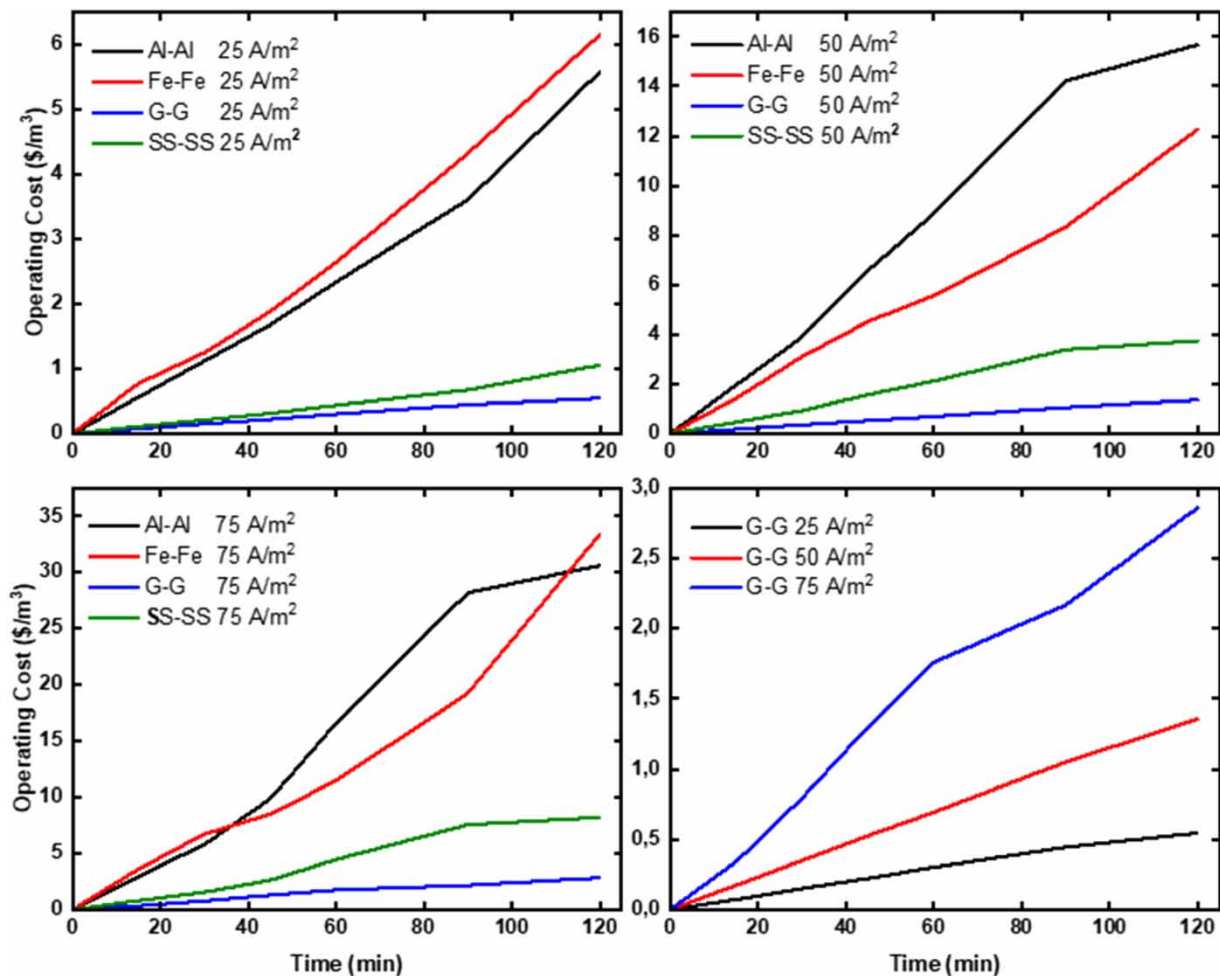 Operating Cost ($/m³)
6
5
4
3
2
1
0
Al-Al 25 A/m²
Fe-Fe 25 A/m²
G-G 25 A/m²
SS-SS 25 A/m²
0 20 40 60 80 100 120
16
14
12
10
8
6
4
2
0
Al-Al 50 A/m²
Fe-Fe 50 A/m²
G-G 50 A/m²
SS-SS 50 A/m²
0 20 40 60 80 100 120
Operating Cost ($/m³)
35
30
25
20
15
10
5
0
Al-Al 75 A/m²
Fe-Fe 75 A/m²
G-G 75 A/m²
SS-SS 75 A/m²
0 20 40 60 80 100 120
Time (min)
3,0
2,5
2,0
1,5
1,0
0,5
0,0
G-G 25 A/m²
G-G 50 A/m²
G-G 75 A/m²
0 20 40 60 80 100 120
Time (min)